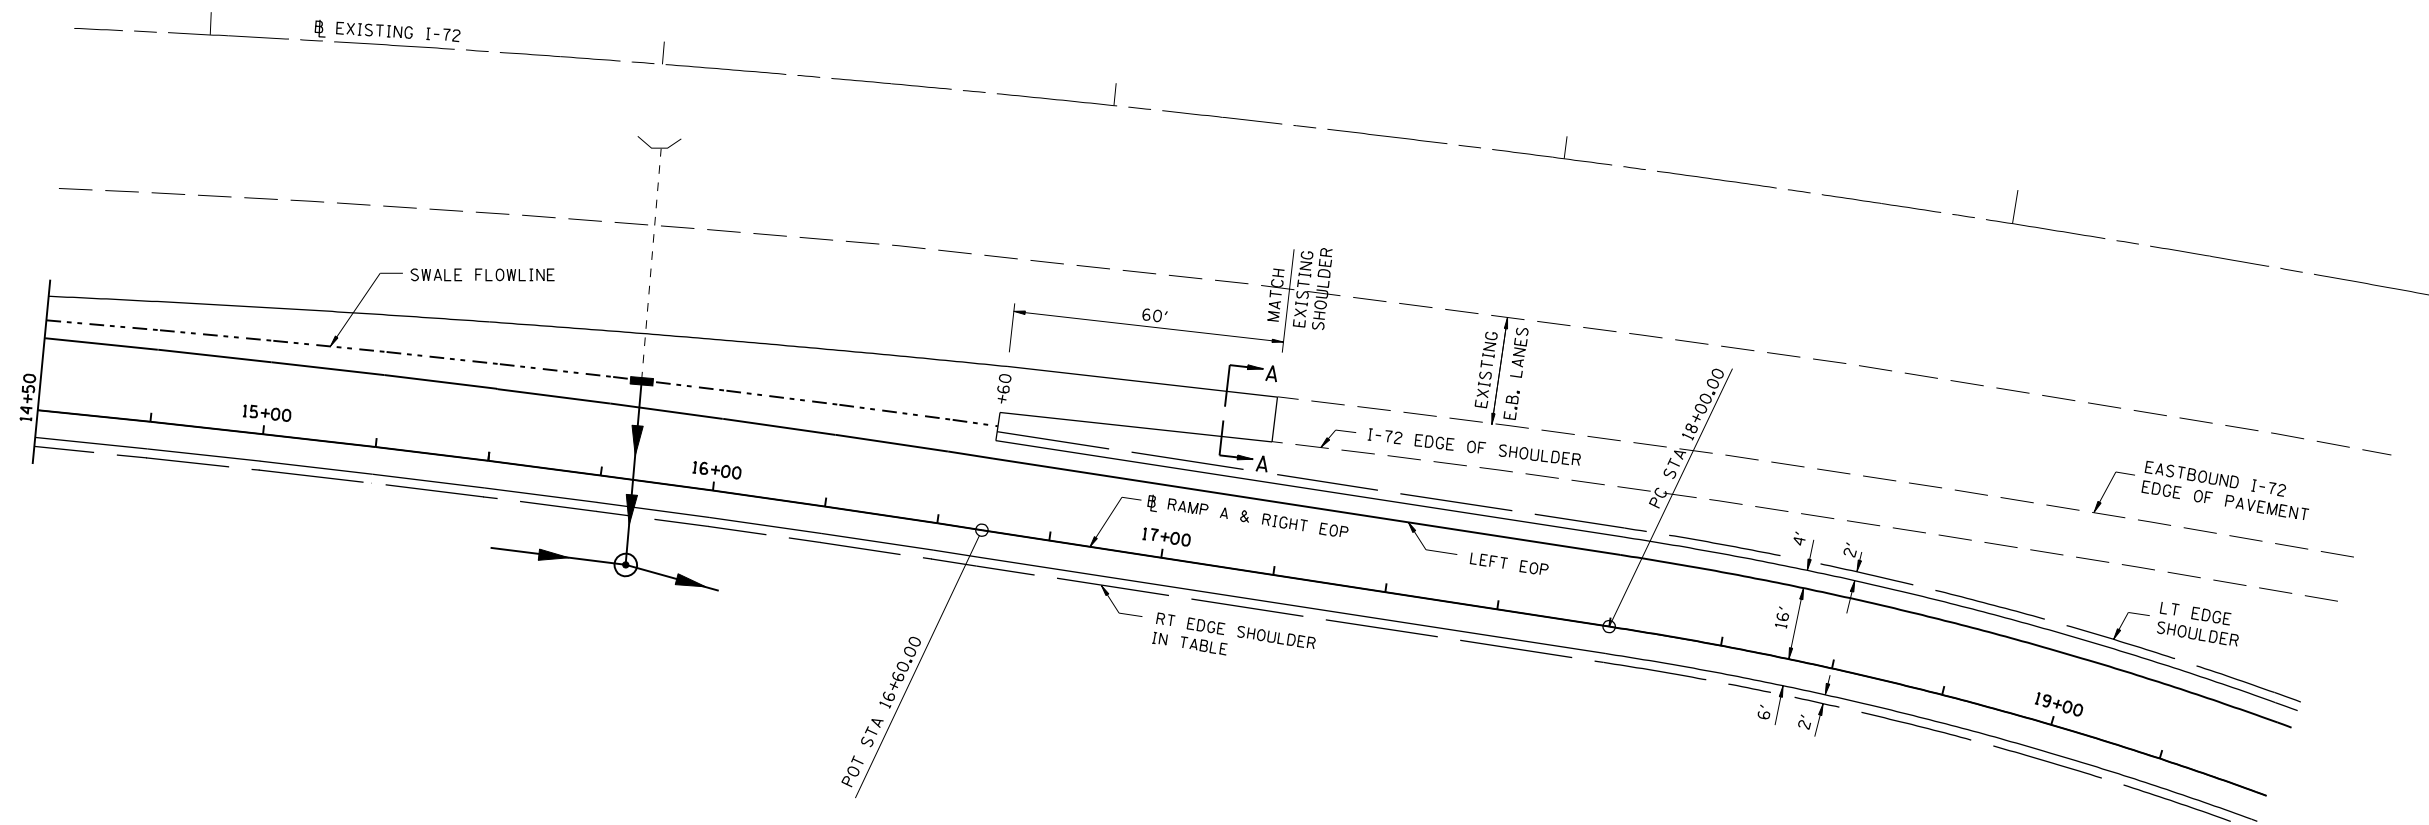 ℄ EXISTING I-72
SWALE FLOWLINE
14+50
15+00
16+00
60'
MATCH
EXISTING
SHOULDER
+60
A
A
EXISTING
E.B. LANES
I-72 EDGE OF SHOULDER
PC STA 18+00.00
EASTBOUND I-72
EDGE OF PAVEMENT
℄ RAMP A & RIGHT EOP
17+00
LEFT EOP
4'
2'
16'
LT EDGE
SHOULDER
RT EDGE SHOULDER
IN TABLE
POT STA 16+60.00
6'
2'
19+00